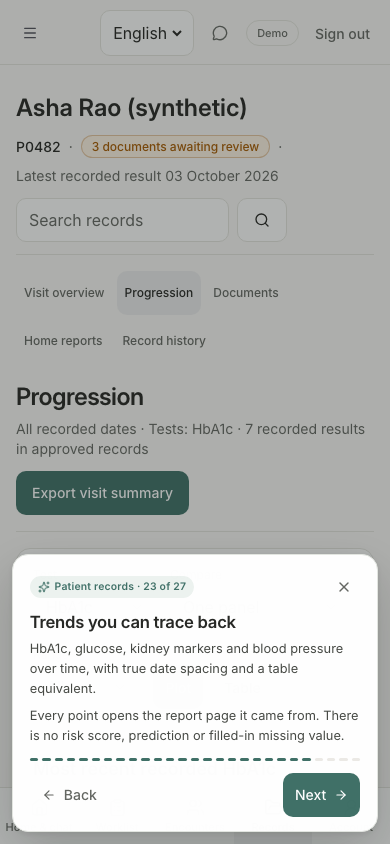 English
Demo
Sign out
Asha Rao (synthetic)
P0482 · 3 documents awaiting review ·
Latest recorded result 03 October 2026
Search records
Visit overview Progression Documents
Home reports Record history
Progression
All recorded dates · Tests: HbA1c · 7 recorded results
in approved records
Export visit summary
Patient records · 23 of 27
Trends you can trace back
HbA1c, glucose, kidney markers and blood pressure
over time, with true date spacing and a table
equivalent.
Every point opens the report page it came from. There
is no risk score, prediction or filled-in missing value.
Back
Next